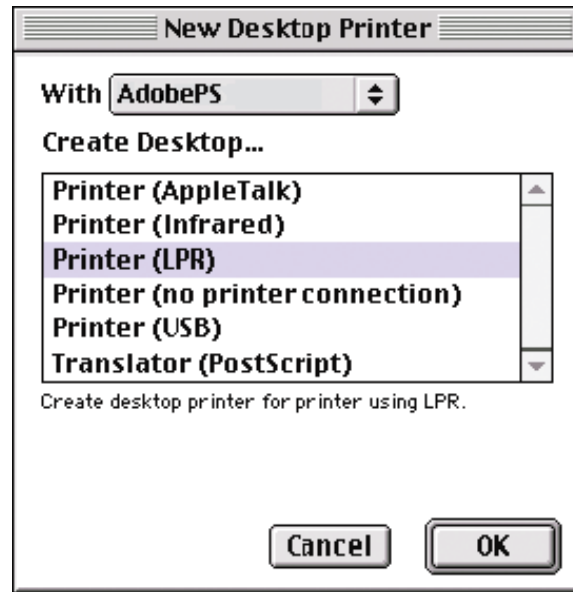 New Desktop Printer
With AdobePS
Create Desktop...
Printer (AppleTalk)
Printer (Infrared)
Printer (LPR)
Printer (no printer connection)
Printer (USB)
Translator (PostScript)
Create desktop printer for printer using LPR.
Cancel OK